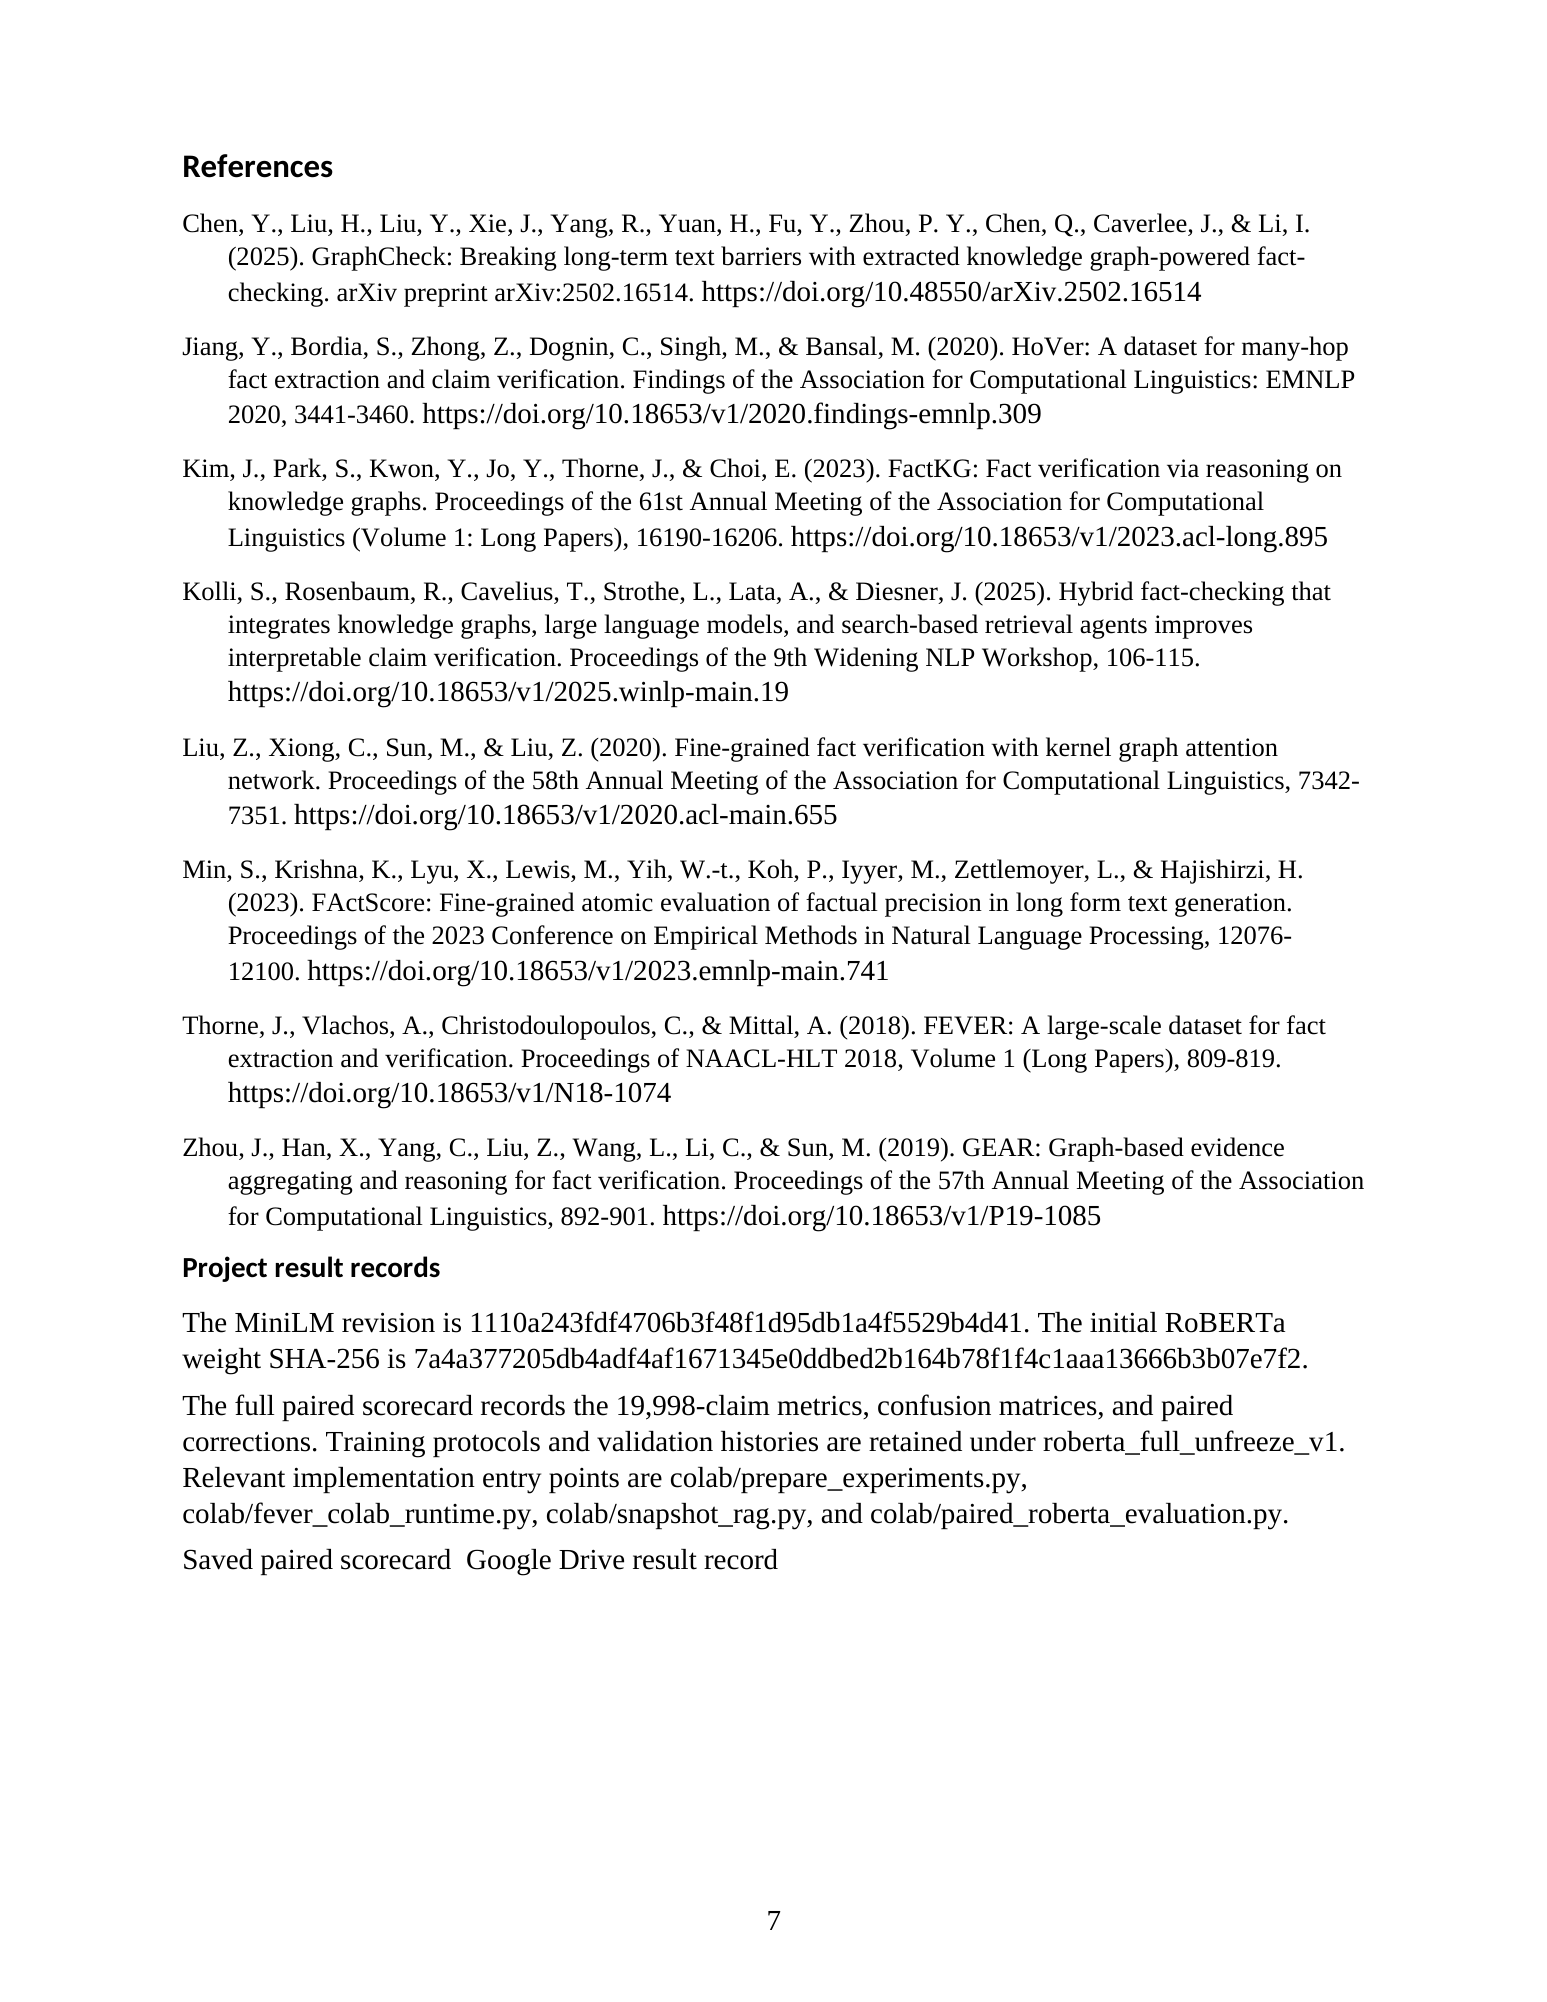 References
Chen, Y., Liu, H., Liu, Y., Xie, J., Yang, R., Yuan, H., Fu, Y., Zhou, P. Y., Chen, Q., Caverlee, J., & Li, I.
(2025). GraphCheck: Breaking long-term text barriers with extracted knowledge graph-powered fact-
checking. arXiv preprint arXiv:2502.16514. https://doi.org/10.48550/arXiv.2502.16514
Jiang, Y., Bordia, S., Zhong, Z., Dognin, C., Singh, M., & Bansal, M. (2020). HoVer: A dataset for many-hop
fact extraction and claim verification. Findings of the Association for Computational Linguistics: EMNLP
2020, 3441-3460. https://doi.org/10.18653/v1/2020.findings-emnlp.309
Kim, J., Park, S., Kwon, Y., Jo, Y., Thorne, J., & Choi, E. (2023). FactKG: Fact verification via reasoning on
knowledge graphs. Proceedings of the 61st Annual Meeting of the Association for Computational
Linguistics (Volume 1: Long Papers), 16190-16206. https://doi.org/10.18653/v1/2023.acl-long.895
Kolli, S., Rosenbaum, R., Cavelius, T., Strothe, L., Lata, A., & Diesner, J. (2025). Hybrid fact-checking that
integrates knowledge graphs, large language models, and search-based retrieval agents improves
interpretable claim verification. Proceedings of the 9th Widening NLP Workshop, 106-115.
https://doi.org/10.18653/v1/2025.winlp-main.19
Liu, Z., Xiong, C., Sun, M., & Liu, Z. (2020). Fine-grained fact verification with kernel graph attention
network. Proceedings of the 58th Annual Meeting of the Association for Computational Linguistics, 7342-
7351. https://doi.org/10.18653/v1/2020.acl-main.655
Min, S., Krishna, K., Lyu, X., Lewis, M., Yih, W.-t., Koh, P., Iyyer, M., Zettlemoyer, L., & Hajishirzi, H.
(2023). FActScore: Fine-grained atomic evaluation of factual precision in long form text generation.
Proceedings of the 2023 Conference on Empirical Methods in Natural Language Processing, 12076-
12100. https://doi.org/10.18653/v1/2023.emnlp-main.741
Thorne, J., Vlachos, A., Christodoulopoulos, C., & Mittal, A. (2018). FEVER: A large-scale dataset for fact
extraction and verification. Proceedings of NAACL-HLT 2018, Volume 1 (Long Papers), 809-819.
https://doi.org/10.18653/v1/N18-1074
Zhou, J., Han, X., Yang, C., Liu, Z., Wang, L., Li, C., & Sun, M. (2019). GEAR: Graph-based evidence
aggregating and reasoning for fact verification. Proceedings of the 57th Annual Meeting of the Association
for Computational Linguistics, 892-901. https://doi.org/10.18653/v1/P19-1085
Project result records
The MiniLM revision is 1110a243fdf4706b3f48f1d95db1a4f5529b4d41. The initial RoBERTa
weight SHA-256 is 7a4a377205db4adf4af1671345e0ddbed2b164b78f1f4c1aaa13666b3b07e7f2.
The full paired scorecard records the 19,998-claim metrics, confusion matrices, and paired
corrections. Training protocols and validation histories are retained under roberta_full_unfreeze_v1.
Relevant implementation entry points are colab/prepare_experiments.py,
colab/fever_colab_runtime.py, colab/snapshot_rag.py, and colab/paired_roberta_evaluation.py.
Saved paired scorecard  Google Drive result record
7